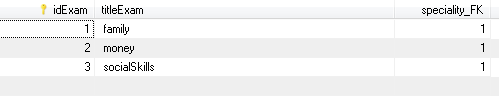 idExam titleExam speciality_FK
1 family 1
2 money 1
3 socialSkills 1